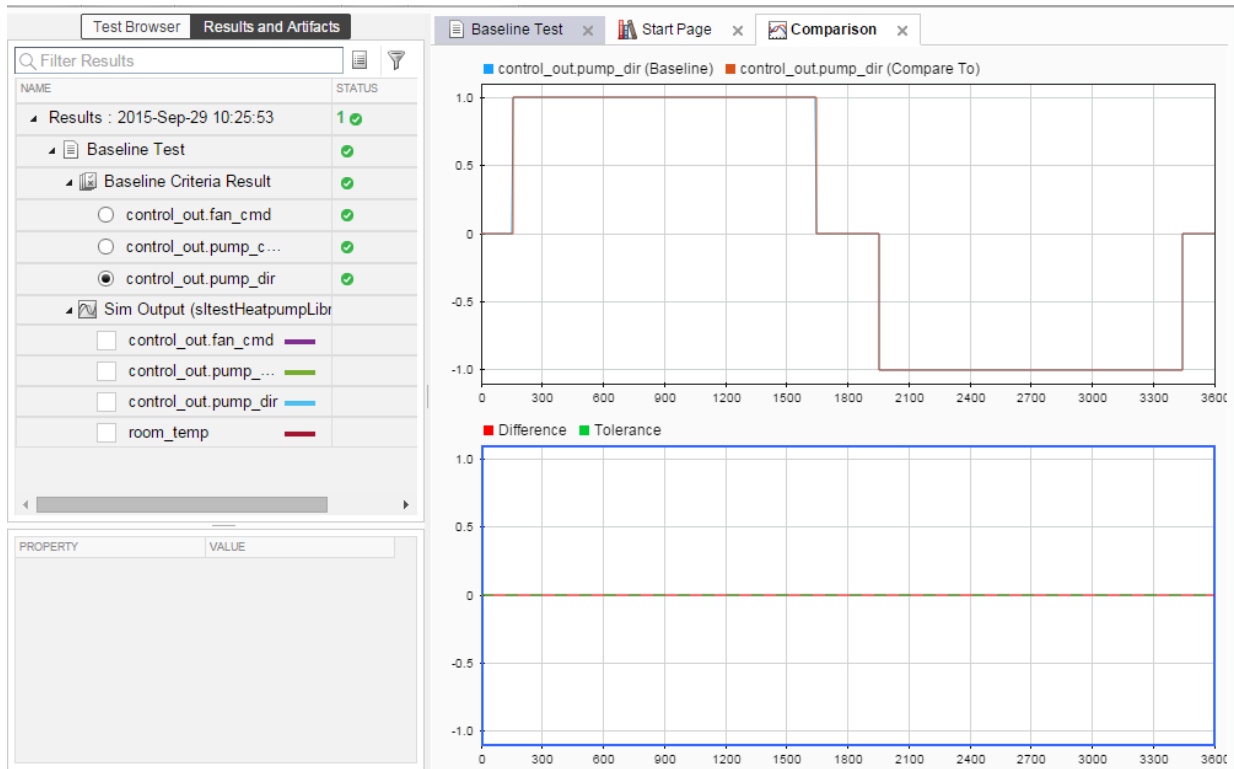 Test Browser Results and Artifacts
Filter Results
NAME STATUS
Results : 2015-Sep-29 10:25:53 1
Baseline Test
Baseline Criteria Result
control_out.fan_cmd
control_out.pump_c...
control_out.pump_dir
Sim Output (sltestHeatpumpLibr
control_out.fan_cmd
control_out.pump_...
control_out.pump_dir
room_temp
PROPERTY VALUE
Baseline Test Start Page Comparison
control_out.pump_dir (Baseline) control_out.pump_dir (Compare To)
1.0
0.5
0
-0.5
-1.0
0 300 600 900 1200 1500 1800 2100 2400 2700 3000 3300 3600
Difference Tolerance
1.0
0.5
0
-0.5
-1.0
0 300 600 900 1200 1500 1800 2100 2400 2700 3000 3300 3600